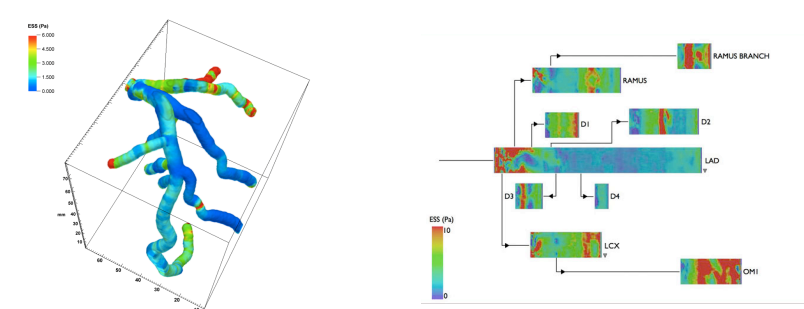 ESS (Pa)
6.000
4.500
3.000
1.500
0.000
70
60
50
40
30
20
10
mm
60
50
40
30
20
RAMUS BRANCH
RAMUS
D1
D2
LAD
D3
D4
ESS (Pa)
10
0
LCX
OM1